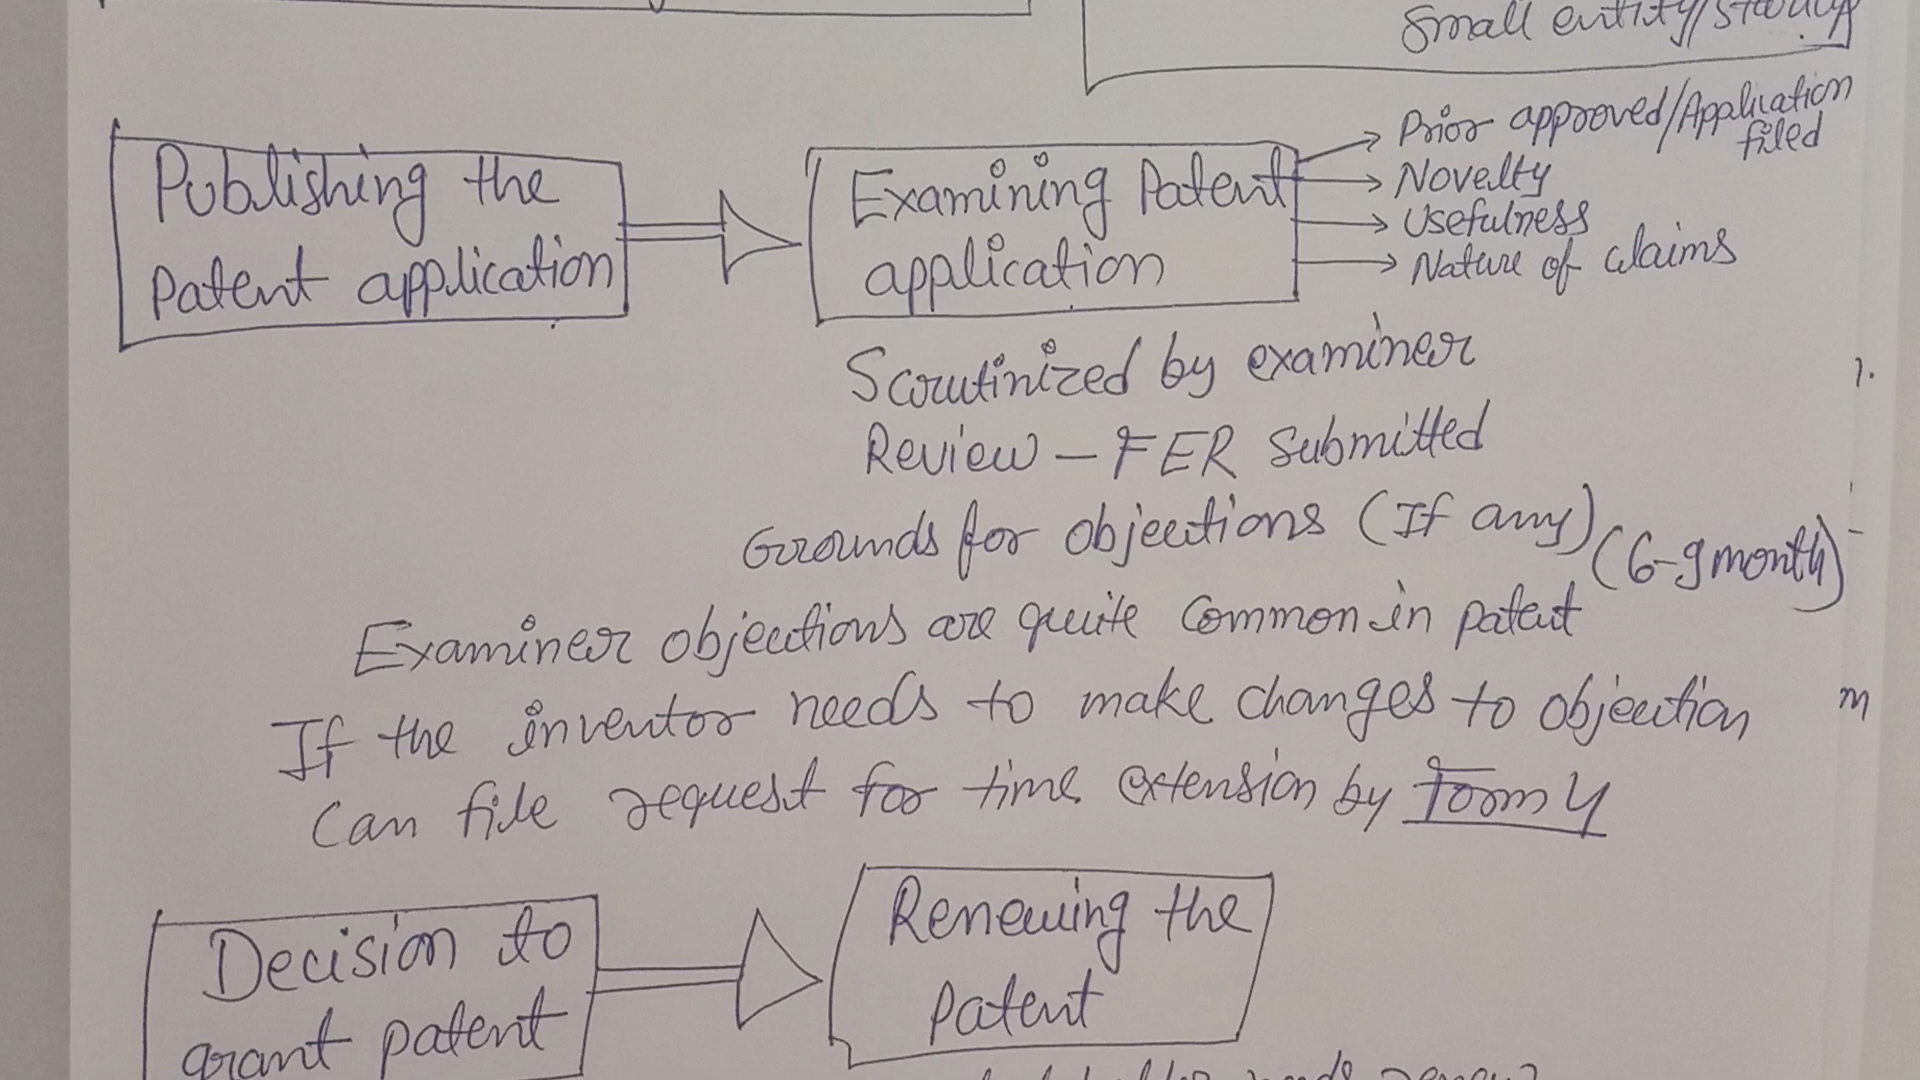 Small entity/
Publishing the
Patent application
Examining Patent
application
Prior approved/Application
filed
Novelty
Usefulness
Nature of claims
Scrutinized by examiner
Review - FER submitted
Grounds for objections (If any) (6-9 month)
Examiner objections are quite common in patent
If the inventor needs to make changes to objection
Can file request for time extension by form 4
Decision to
grant patent
Renewing the
Patent
1.
m